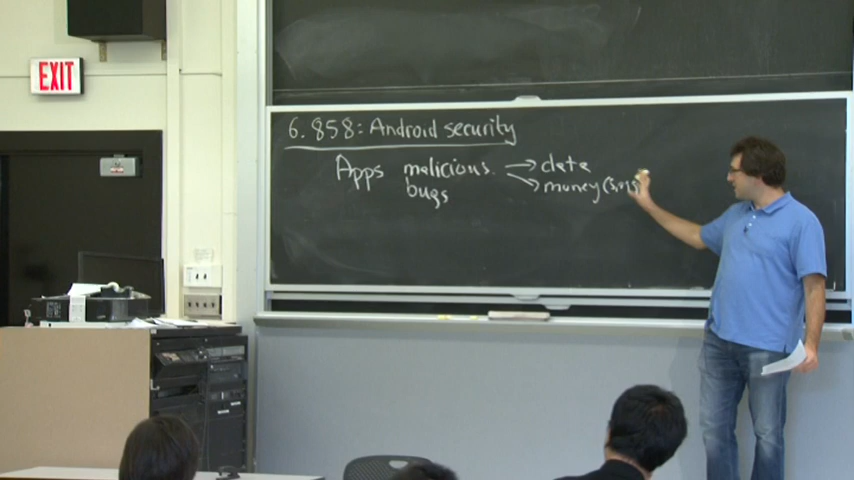 EXIT
6.858: Android security
Apps malicious → data
bugs → money